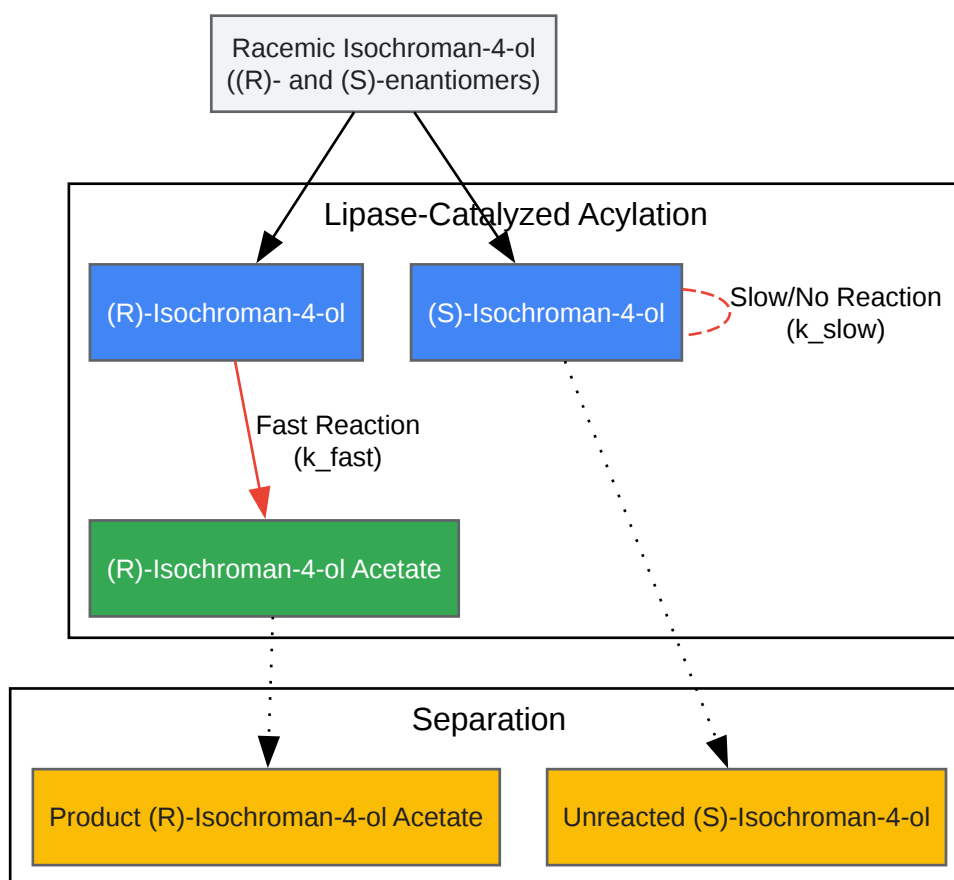 Racemic Isochroman-4-ol
((R)- and (S)-enantiomers)
Lipase-Catalyzed Acylation
(R)-Isochroman-4-ol
(S)-Isochroman-4-ol
Slow/No Reaction
(k_slow)
Fast Reaction
(k_fast)
(R)-Isochroman-4-ol Acetate
Separation
Product (R)-Isochroman-4-ol Acetate
Unreacted (S)-Isochroman-4-ol